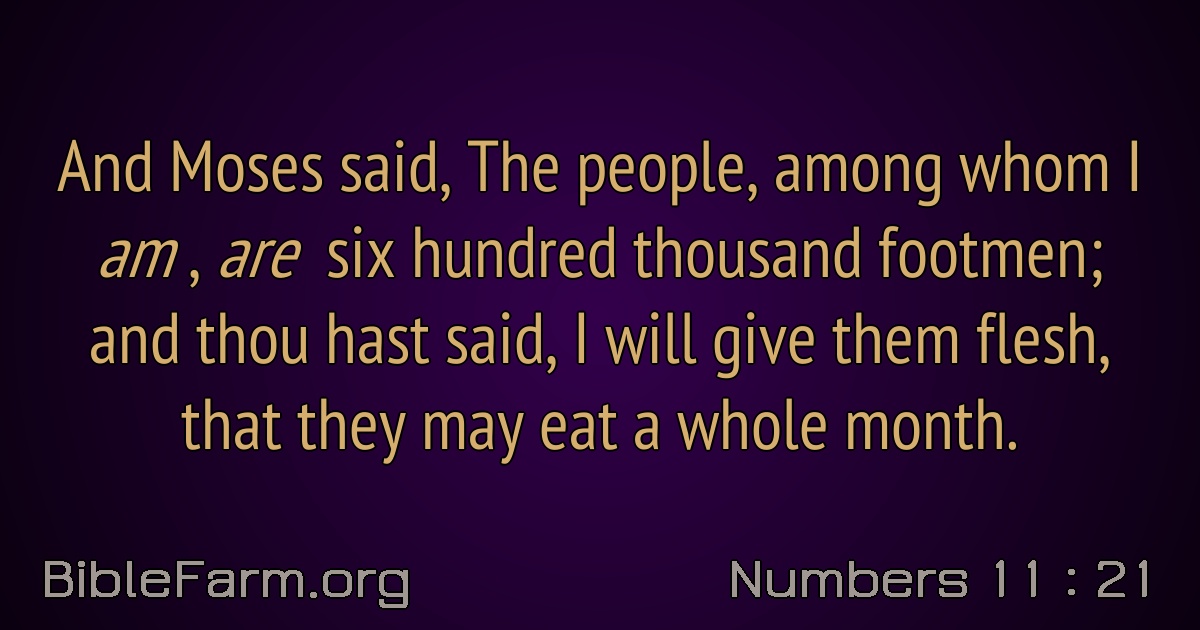 And Moses said, The people, among whom I
am , are six hundred thousand footmen;
and thou hast said, I will give them flesh,
that they may eat a whole month.
BibleFarm.org
Numbers 11 : 21